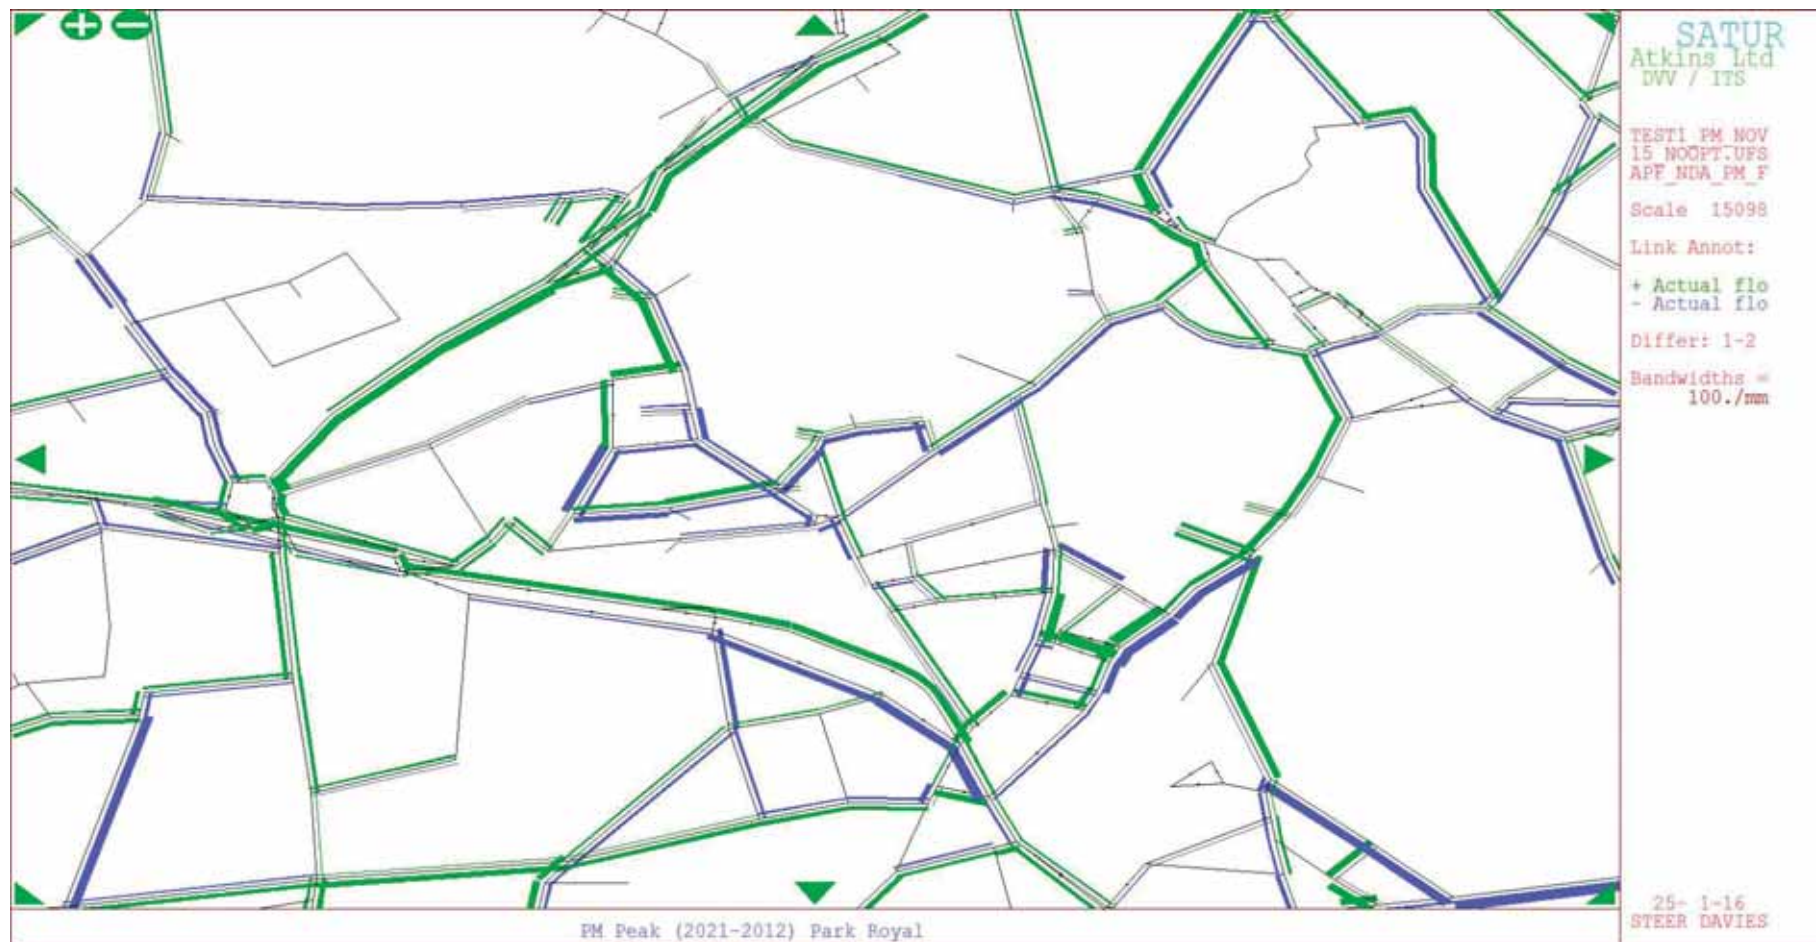 SATUR
Atkins Ltd
DVV / ITS
TEST1_PM_NOV
15_NOOPT.UFS
APF_NDA_PM_F
Scale 15098
Link Annot:
+ Actual flo
- Actual flo
Differ: 1-2
Bandwidths =
100./mm
25- 1-16
STEER DAVIES
PM Peak (2021-2012) Park Royal